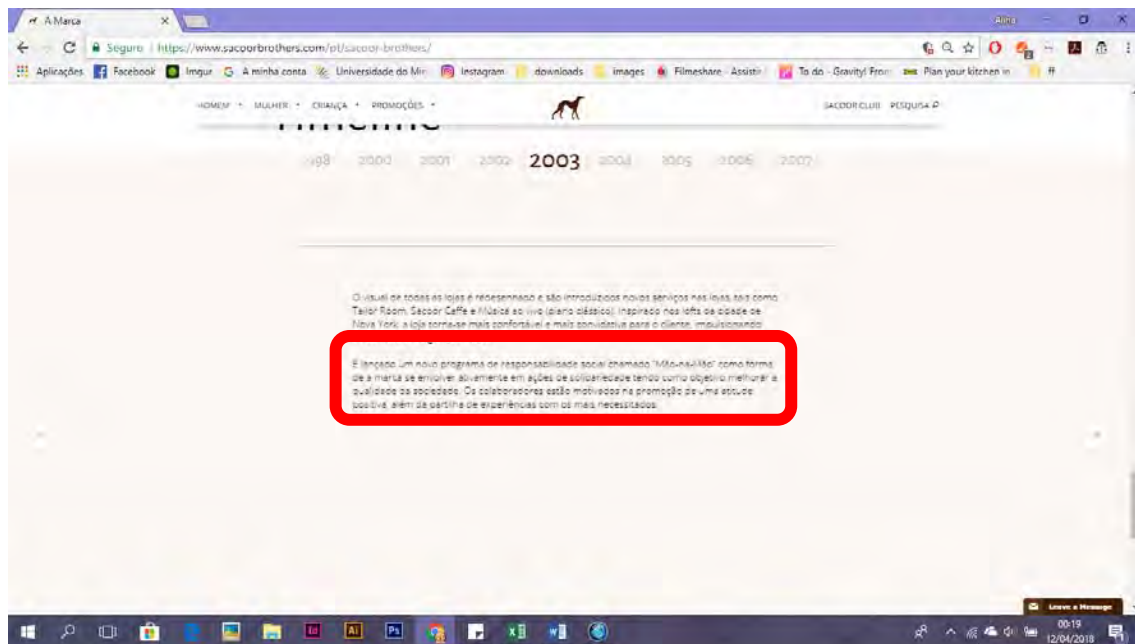 A Marca
Alina
Seguro | https://www.sacoorbrothers.com/pt/sacoor-brothers/
Aplicações Facebook Imgur A minha conta Universidade do Min Instagram downloads images Filmeshare - Assistir To do - Gravity! Fron Plan your kitchen in ff
HOMEM MULHER CRIANÇA PROMOÇÕES SACOOR CLUB PESQUISA
Timeline
1998 2000 2001 2002 2003 2004 2005 2006 2007
O visual de todas as lojas é redesenhado e são introduzidos novos serviços nas lojas, tais como
Tailor Room, Sacoor Caffe e Música ao vivo (piano clássico). Inspirado nos lofts da cidade de
Nova York, a loja torna-se mais confortável e mais convidativa para o cliente, impulsionando
É lançado um novo programa de responsabilidade social chamado "Mão-na-Mão" como forma
de a marca se envolver ativamente em ações de solidariedade tendo como objetivo melhorar a
qualidade da sociedade. Os colaboradores estão motivados na promoção de uma atitude
positiva, além da partilha de experiências com os mais necessitados.
Leave a Message
00:19
12/04/2018